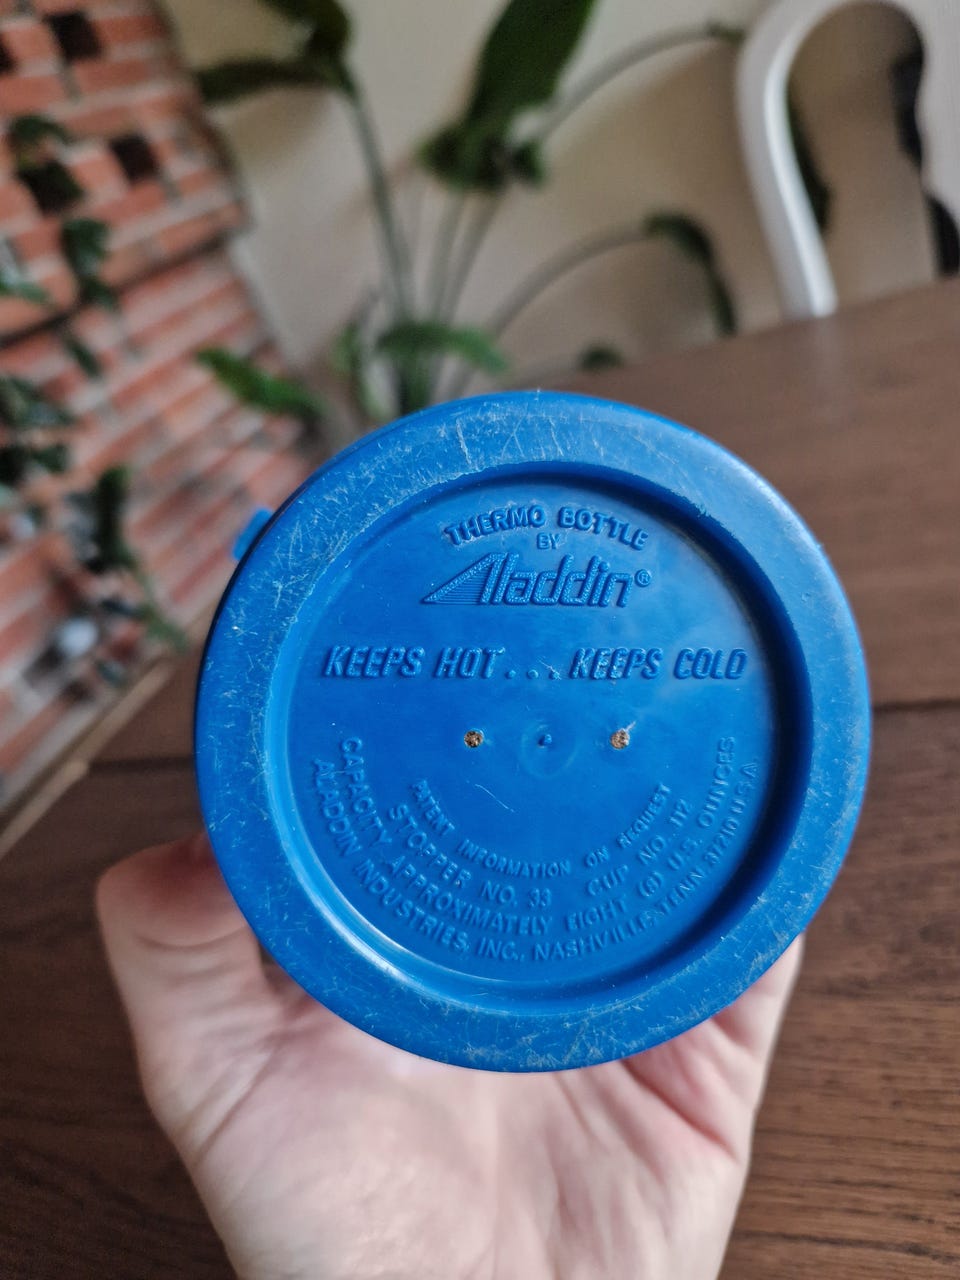 THERMO BOTTLE
BY
Aladdin®
KEEPS HOT... KEEPS COLD
PATENT INFORMATION ON REQUEST
STOPPER NO. 33 CUP NO. 112
CAPACITY APPROXIMATELY EIGHT (8) U.S. OUNCES
ALADDIN INDUSTRIES, INC., NASHVILLE, TENN. 37210 U.S.A.